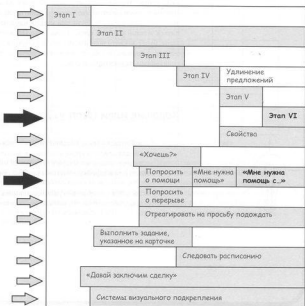 Этап I
Этап II
Этап III
Этап IV
Удлинение
предложений
Этап V
Этап VI
Свойства
«Хочешь?»
Попросить
о помощи
«Мне нужна
помощь»
«Мне нужна
помощь с...»
Попросить
о перерыве
Отреагировать на просьбу подождать
Выполнить задание,
указанное на карточке
Следовать расписанию
«Давай заключим сделку»
Системы визуального подкрепления